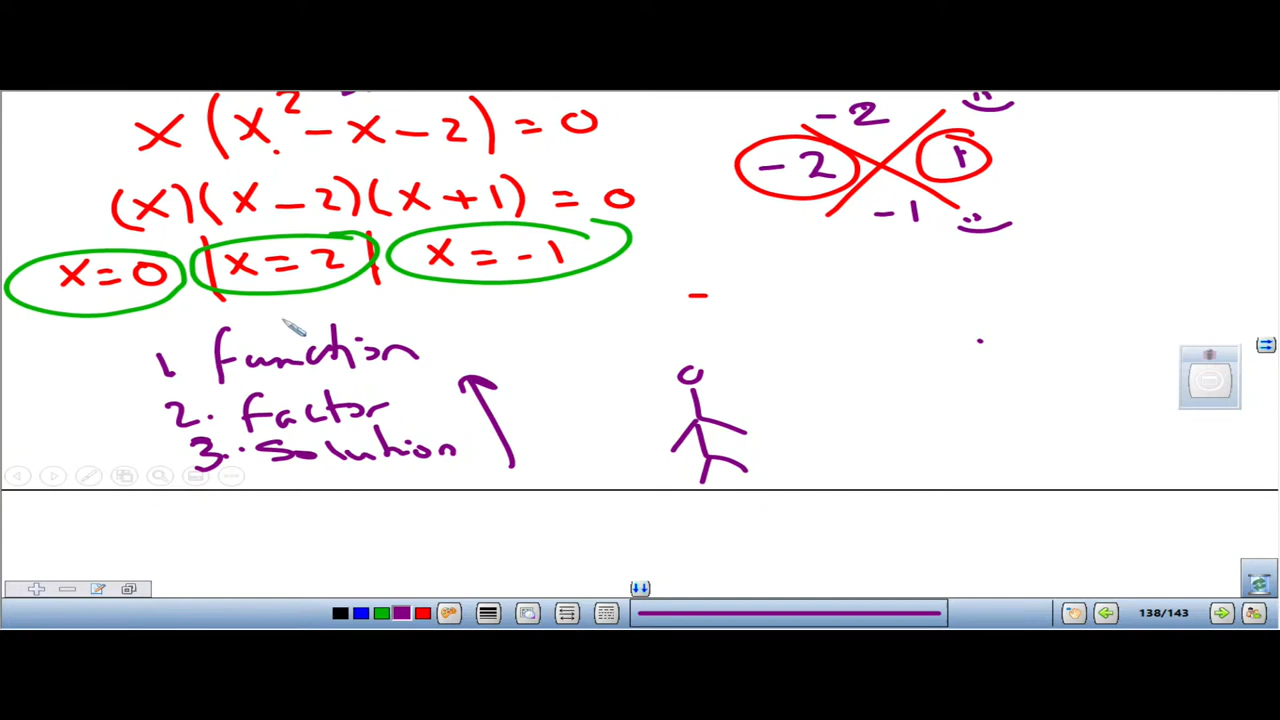 x(x² - x - 2) = 0
(x)(x - 2)(x + 1) = 0
x = 0 | x = 2 | x = -1
1. function
2. factor
3. Solution
-2
-2 1
-1
138/143